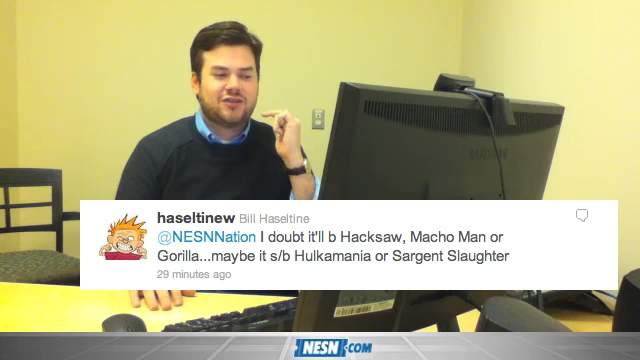 SAMSUNG
haseltinew Bill Haseltine
@NESNNation I doubt it'll b Hacksaw, Macho Man or
Gorilla...maybe it s/b Hulkamania or Sargent Slaughter
29 minutes ago
NESN.COM